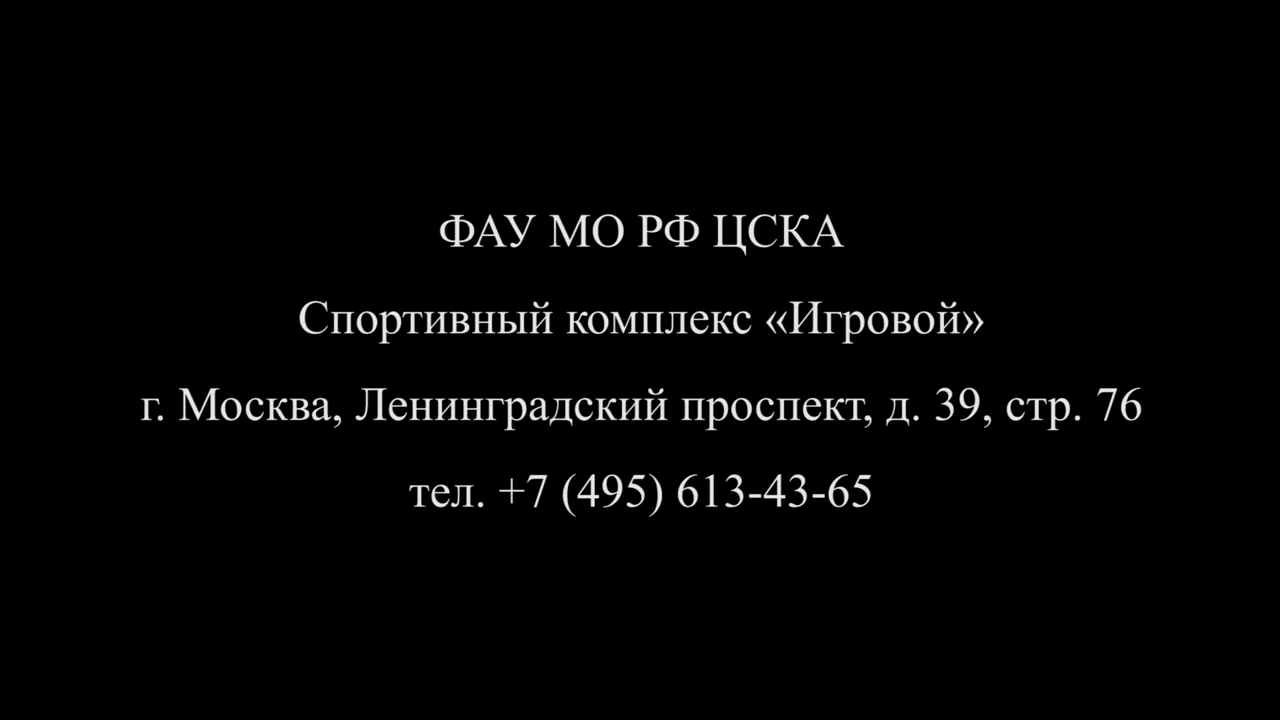 ФАУ МО РФ ЦСКА
Спортивный комплекс «Игровой»
г. Москва, Ленинградский проспект, д. 39, стр. 76
тел. +7 (495) 613-43-65